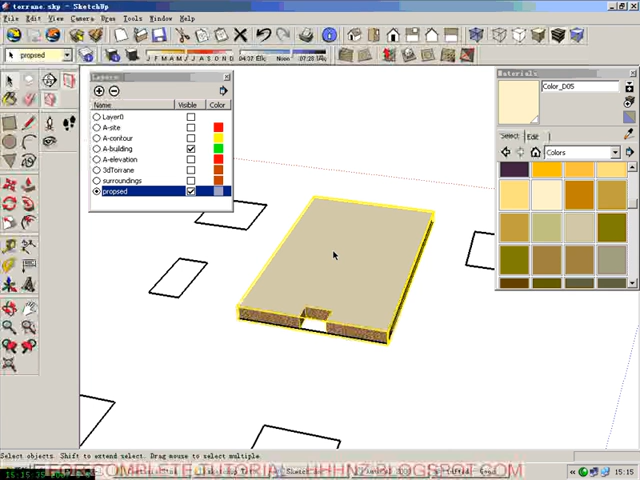 terrane.skp - SketchUp
File Edit View Camera Draw Tools Window Help
propsed
J F M A M J J A S O N D
Noon
Layers
Name Visible Color
Layer0
A-site
A-contour
A-building
A-elevation
3dTorrane
surroundings
propsed
Materials
Color_D05
Select Edit
Colors
Select objects. Shift to extend select. Drag mouse to select multiple.
15:15